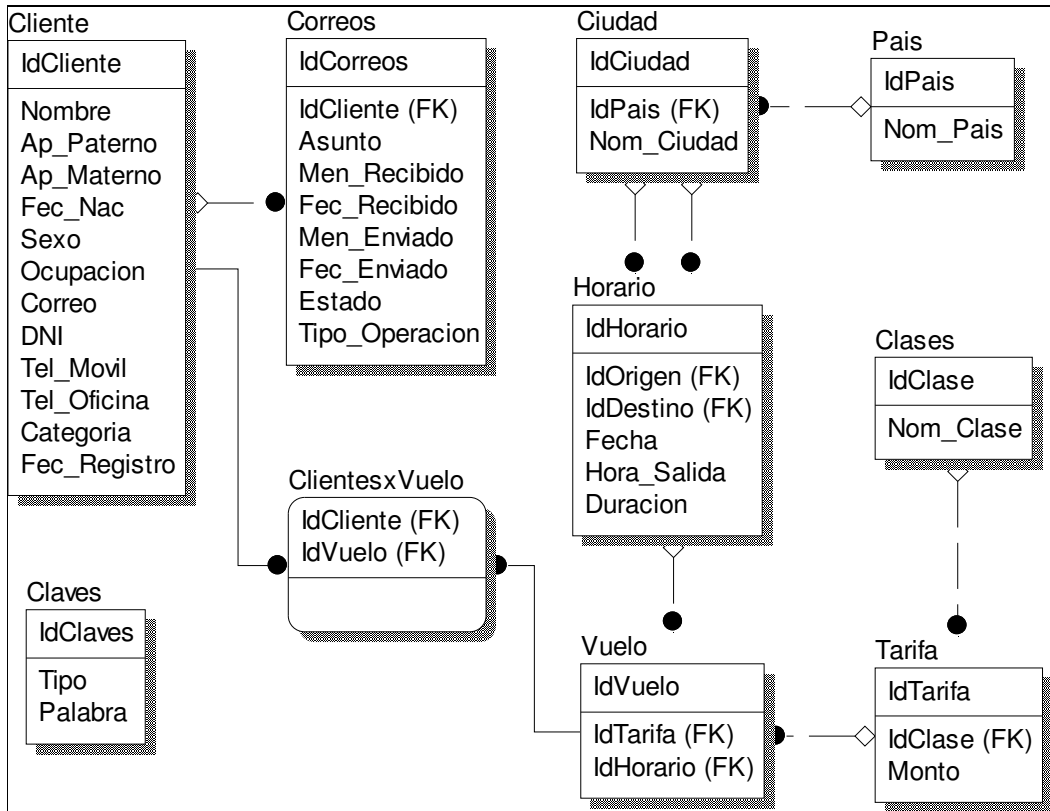 Cliente
IdCliente
Nombre
Ap_Paterno
Ap_Materno
Fec_Nac
Sexo
Ocupacion
Correo
DNI
Tel_Movil
Tel_Oficina
Categoria
Fec_Registro
Correos
IdCorreos
IdCliente (FK)
Asunto
Men_Recibido
Fec_Recibido
Men_Enviado
Fec_Enviado
Estado
Tipo_Operacion
Ciudad
IdCiudad
IdPais (FK)
Nom_Ciudad
Pais
IdPais
Nom_Pais
Horario
IdHorario
IdOrigen (FK)
IdDestino (FK)
Fecha
Hora_Salida
Duracion
Clases
IdClase
Nom_Clase
ClientesxVuelo
IdCliente (FK)
IdVuelo (FK)
Claves
IdClaves
Tipo
Palabra
Vuelo
IdVuelo
IdTarifa (FK)
IdHorario (FK)
Tarifa
IdTarifa
IdClase (FK)
Monto